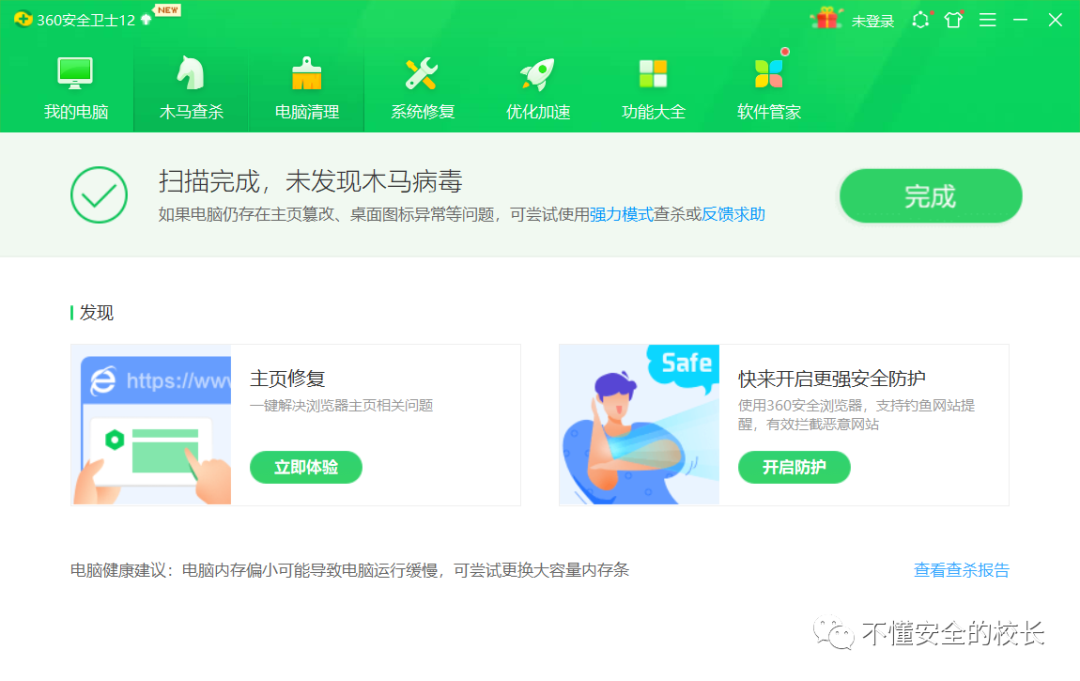 360安全卫士12
NEW
未登录
我的电脑
木马查杀
电脑清理
系统修复
优化加速
功能大全
软件管家
扫描完成，未发现木马病毒
如果电脑仍存在主页篡改、桌面图标异常等问题，可尝试使用强力模式查杀或反馈求助
完成
发现
https://ww
主页修复
一键解决浏览器主页相关问题
立即体验
Safe
快来开启更强安全防护
使用360安全浏览器，支持钓鱼网站提
醒，有效拦截恶意网站
开启防护
电脑健康建议：电脑内存偏小可能导致电脑运行缓慢，可尝试更换大容量内存条
查看查杀报告
不懂安全的校长